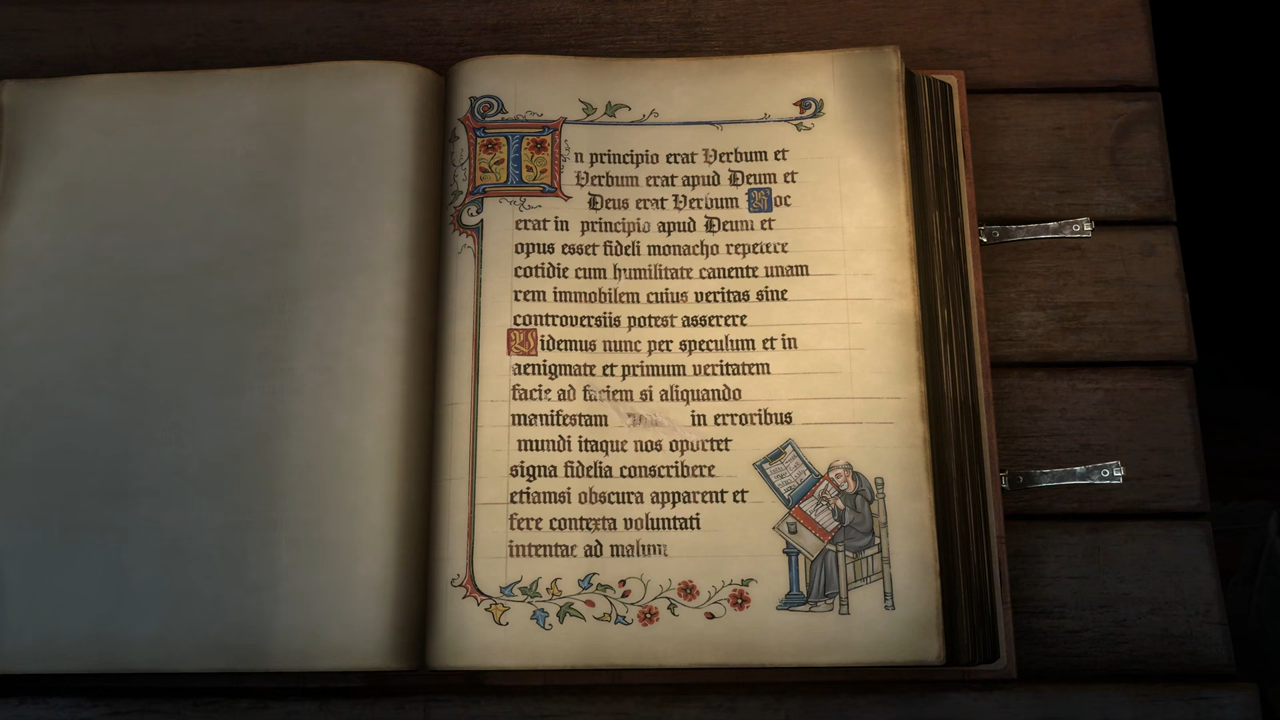 In principio erat Verbum et
Verbum erat apud Deum et
Deus erat Verbum Hoc
erat in principio apud Deum et
opus esset fideli monacho repetere
cotidie cum humilitate canente unam
rem immobilem cuius veritas sine
controversiis potest asserere
Videmus nunc per speculum et in
aenigmate et primum veritatem
facie ad faciem si aliquando
manifestam in erroribus
mundi itaque nos oportet
signa fidelia conscribere
etiamsi obscura apparent et
fere contexta voluntati
intentae ad malum